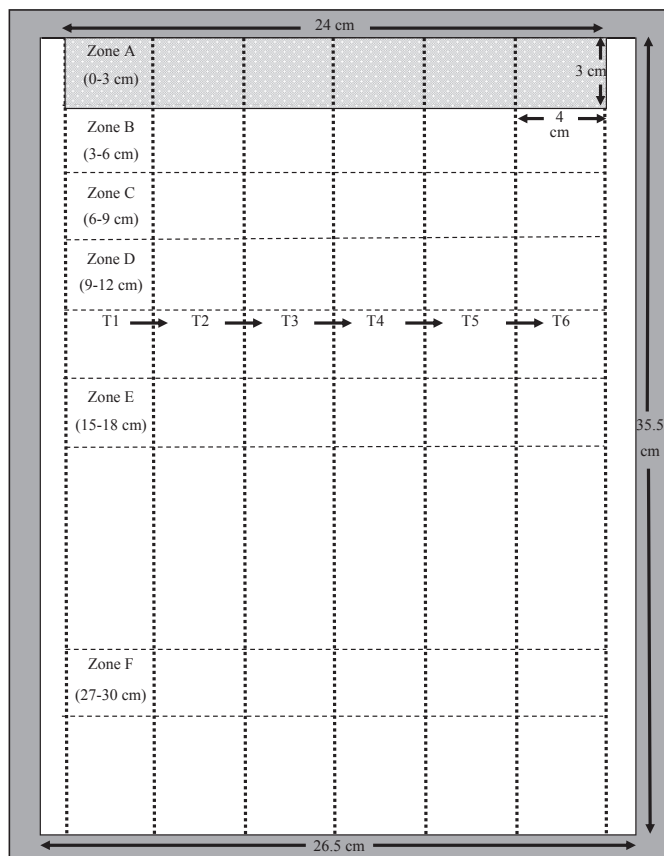 24 cm
Zone A
(0-3 cm)
3 cm
4
cm
Zone B
(3-6 cm)
Zone C
(6-9 cm)
Zone D
(9-12 cm)
T1 T2 T3 T4 T5 T6
Zone E
(15-18 cm)
35.5
cm
Zone F
(27-30 cm)
26.5 cm